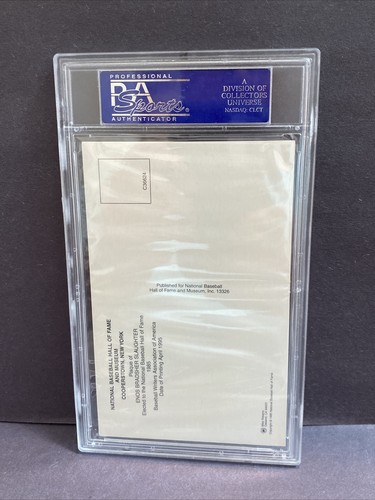 PROFESSIONAL
PSA
Sports
AUTHENTICATOR
A
DIVISION OF
COLLECTORS
UNIVERSE
NASDAQ: CLCT
C36824
Published for National Baseball
Hall of Fame and Museum, Inc. 13326
NATIONAL BASEBALL HALL OF FAME
AND MUSEUM
COOPERSTOWN, NEW YORK
Plaque of
ENOS BRADSHER SLAUGHTER
Elected to the National Baseball Hall of Fame
1985
Baseball Writers Association of America
Date of Printing April 1995